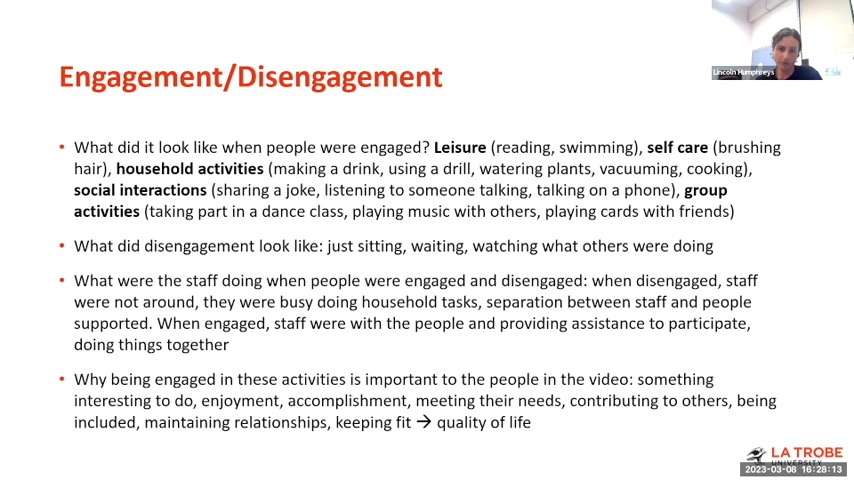 Lincoln Humphreys
Engagement/Disengagement
• What did it look like when people were engaged? Leisure (reading, swimming), self care (brushing
hair), household activities (making a drink, using a drill, watering plants, vacuuming, cooking),
social interactions (sharing a joke, listening to someone talking, talking on a phone), group
activities (taking part in a dance class, playing music with others, playing cards with friends)
• What did disengagement look like: just sitting, waiting, watching what others were doing
• What were the staff doing when people were engaged and disengaged: when disengaged, staff
were not around, they were busy doing household tasks, separation between staff and people
supported. When engaged, staff were with the people and providing assistance to participate,
doing things together
• Why being engaged in these activities is important to the people in the video: something
interesting to do, enjoyment, accomplishment, meeting their needs, contributing to others, being
included, maintaining relationships, keeping fit → quality of life
LA TROBE
UNIVERSITY
2023-03-08 16:28:13